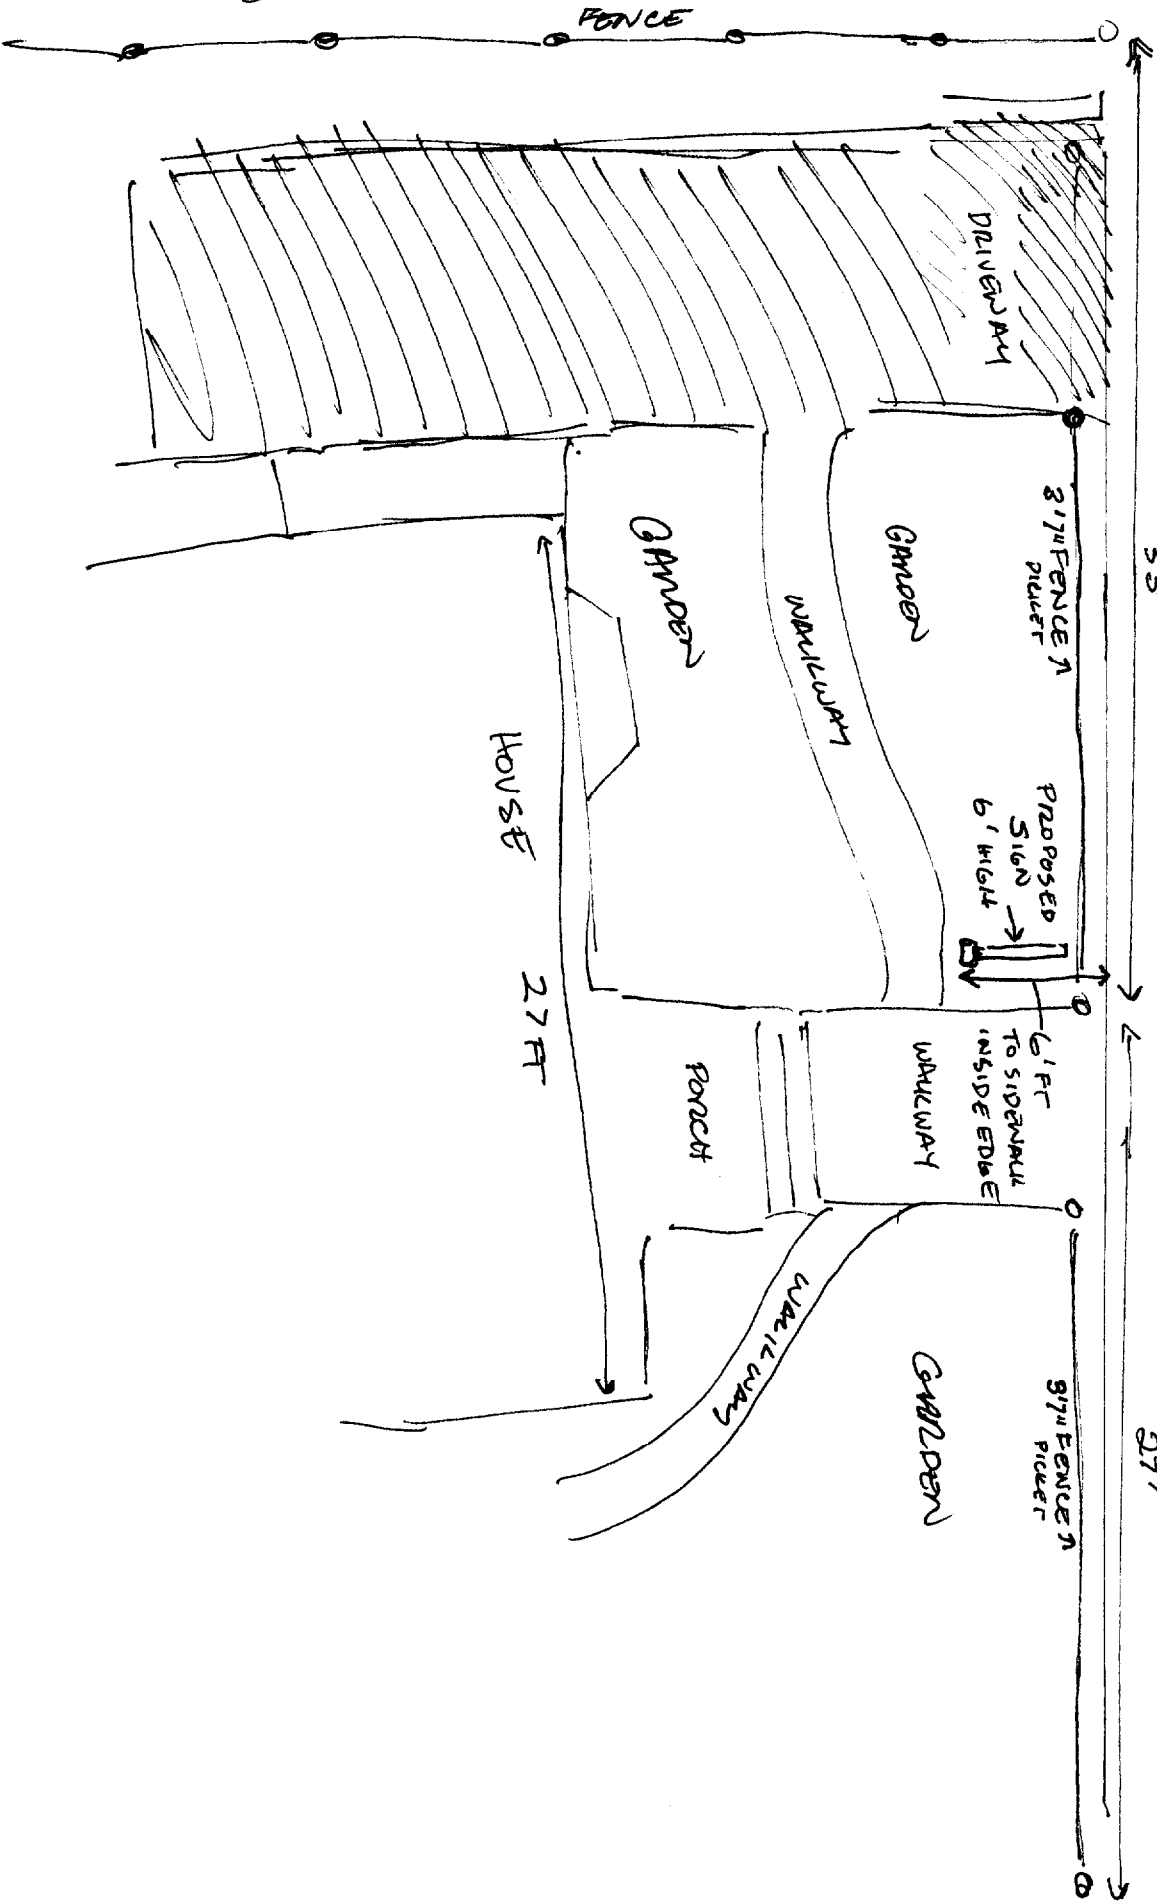 FENCE
DRIVEWAY
3'7" FENCE ↑
PICKET
GARDEN
GARDEN
WALKWAY
PROPOSED
SIGN →
6' HIGH
HOUSE
27 FT
6' FT
TO SIDEWALK
INSIDE EDGE
WALKWAY
PORCH
WALKWAY
GARDEN
3'7" FENCE ↑
PICKET
27'